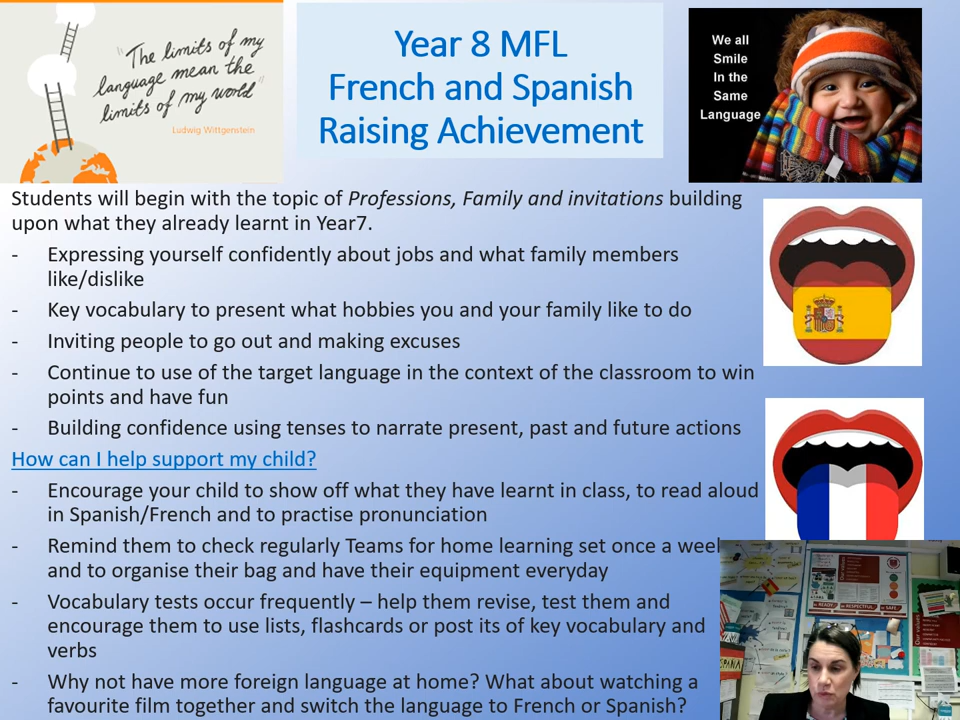 "The limits of my
language mean the
limits of my world"
Ludwig Wittgenstein
Year 8 MFL
French and Spanish
Raising Achievement
We all
Smile
In the
Same
Language
Students will begin with the topic of Professions, Family and invitations building
upon what they already learnt in Year7.
- Expressing yourself confidently about jobs and what family members
like/dislike
- Key vocabulary to present what hobbies you and your family like to do
- Inviting people to go out and making excuses
- Continue to use of the target language in the context of the classroom to win
points and have fun
- Building confidence using tenses to narrate present, past and future actions
How can I help support my child?
- Encourage your child to show off what they have learnt in class, to read aloud
in Spanish/French and to practise pronunciation
- Remind them to check regularly Teams for home learning set once a week
and to organise their bag and have their equipment everyday
- Vocabulary tests occur frequently – help them revise, test them and
encourage them to use lists, flashcards or post its of key vocabulary and
verbs
- Why not have more foreign language at home? What about watching a
favourite film together and switch the language to French or Spanish?
BE READY BE RESPECTFUL BE SAFE
Our values